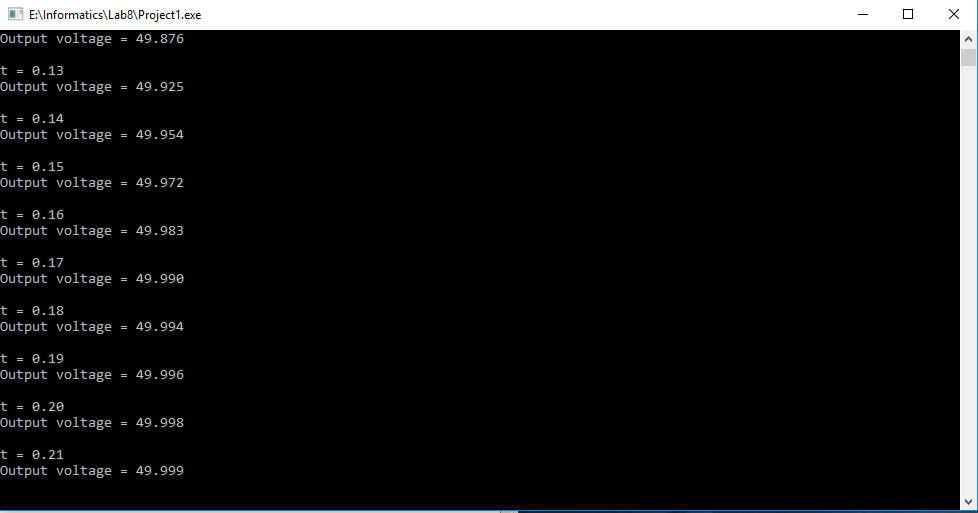 E:\Informatics\Lab8\Project1.exe
Output voltage = 49.876
t = 0.13
Output voltage = 49.925
t = 0.14
Output voltage = 49.954
t = 0.15
Output voltage = 49.972
t = 0.16
Output voltage = 49.983
t = 0.17
Output voltage = 49.990
t = 0.18
Output voltage = 49.994
t = 0.19
Output voltage = 49.996
t = 0.20
Output voltage = 49.998
t = 0.21
Output voltage = 49.999